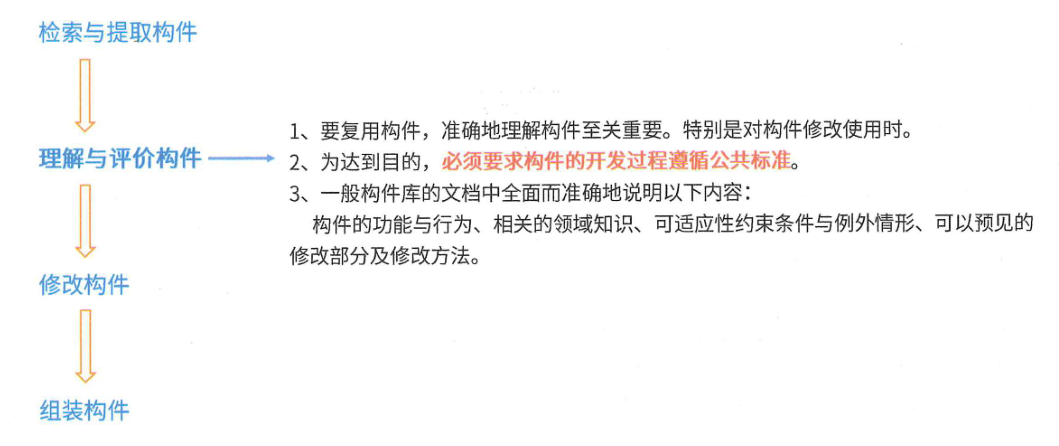 检索与提取构件
理解与评价构件
1、要复用构件，准确地理解构件至关重要。特别是对构件修改使用时。
2、为达到目的，必须要求构件的开发过程遵循公共标准。
3、一般构件库的文档中全面而准确地说明以下内容：
构件的功能与行为、相关的领域知识、可适应性约束条件与例外情形、可以预见的
修改部分及修改方法。
修改构件
组装构件